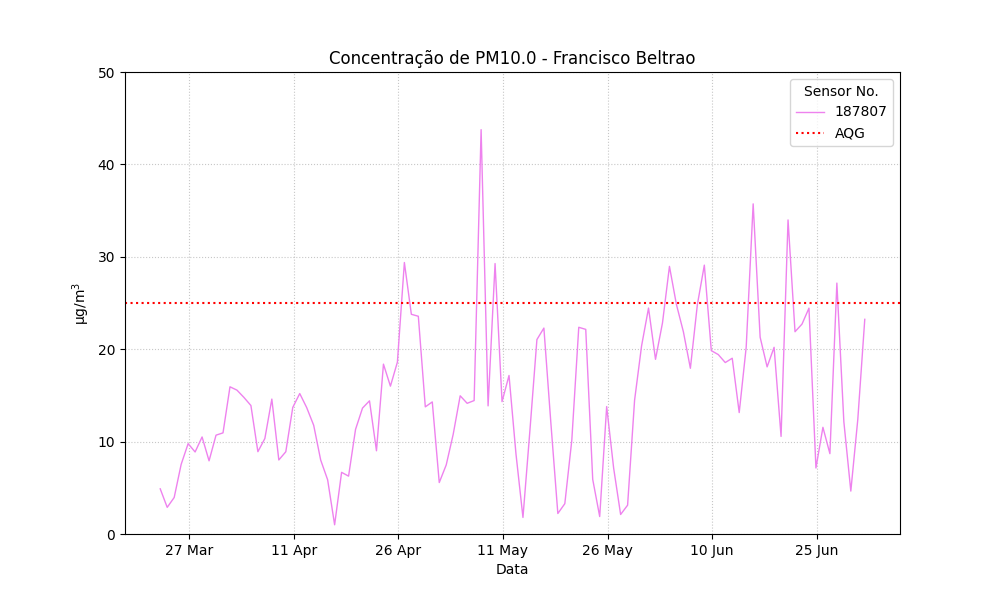 Concentração de PM10.0 - Francisco Beltrao
50
40
30
20
10
0
µg/m³
Sensor No.
187807
AQG
27 Mar
11 Apr
26 Apr
11 May
26 May
10 Jun
25 Jun
Data